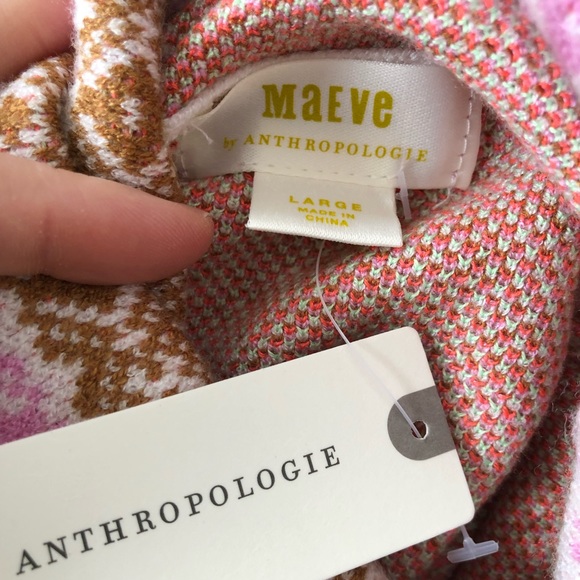 MaEve
by ANTHROPOLOGIE
LARGE
MADE IN
CHINA
ANTHROPOLOGIE